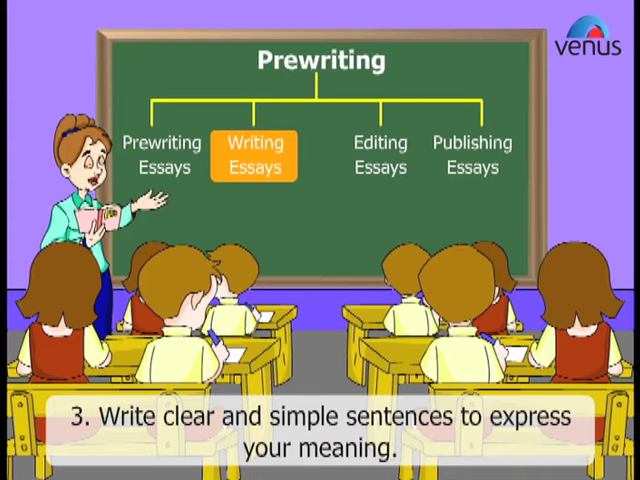 venus
Prewriting
Prewriting Writing Editing Publishing
Essays Essays Essays Essays
3. Write clear and simple sentences to express
your meaning.